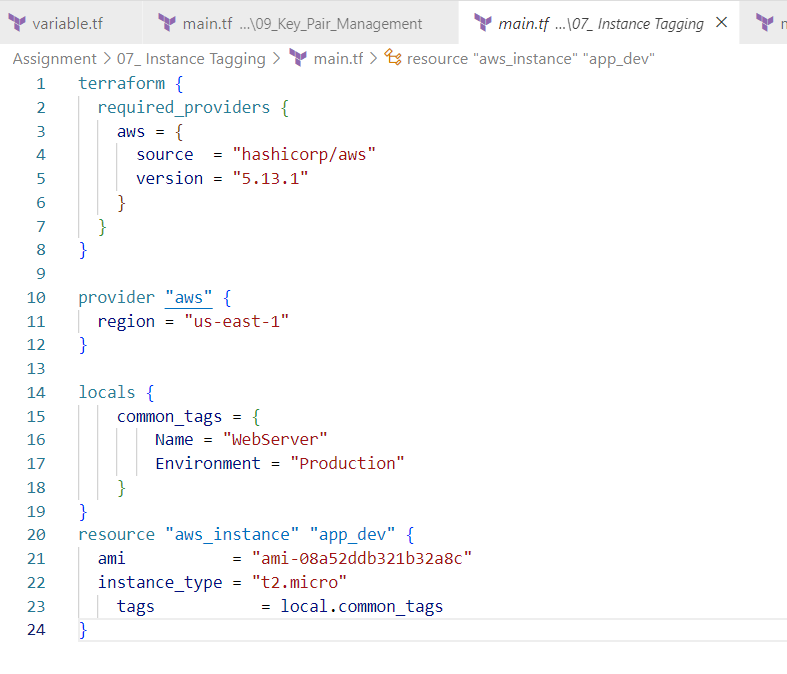 variable.tf main.tf ...\09_Key_Pair_Management main.tf ...\07_ Instance Tagging
Assignment > 07_ Instance Tagging > main.tf > resource "aws_instance" "app_dev"
1 terraform {
2   required_providers {
3     aws = {
4       source  = "hashicorp/aws"
5       version = "5.13.1"
6     }
7   }
8 }
9
10 provider "aws" {
11   region = "us-east-1"
12 }
13
14 locals {
15     common_tags = {
16         Name = "WebServer"
17         Environment = "Production"
18     }
19 }
20 resource "aws_instance" "app_dev" {
21   ami           = "ami-08a52ddb321b32a8c"
22   instance_type = "t2.micro"
23     tags           = local.common_tags
24 }